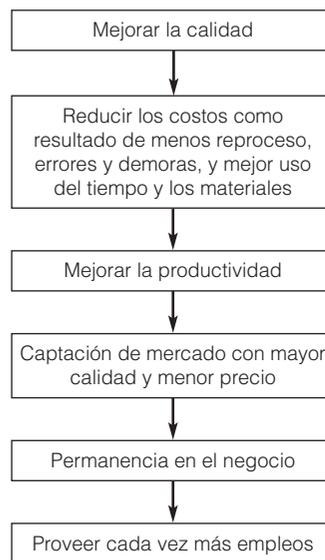 Mejorar la calidad
Reducir los costos como
resultado de menos reproceso,
errores y demoras, y mejor uso
del tiempo y los materiales
Mejorar la productividad
Captación de mercado con mayor
calidad y menor precio
Permanencia en el negocio
Proveer cada vez más empleos